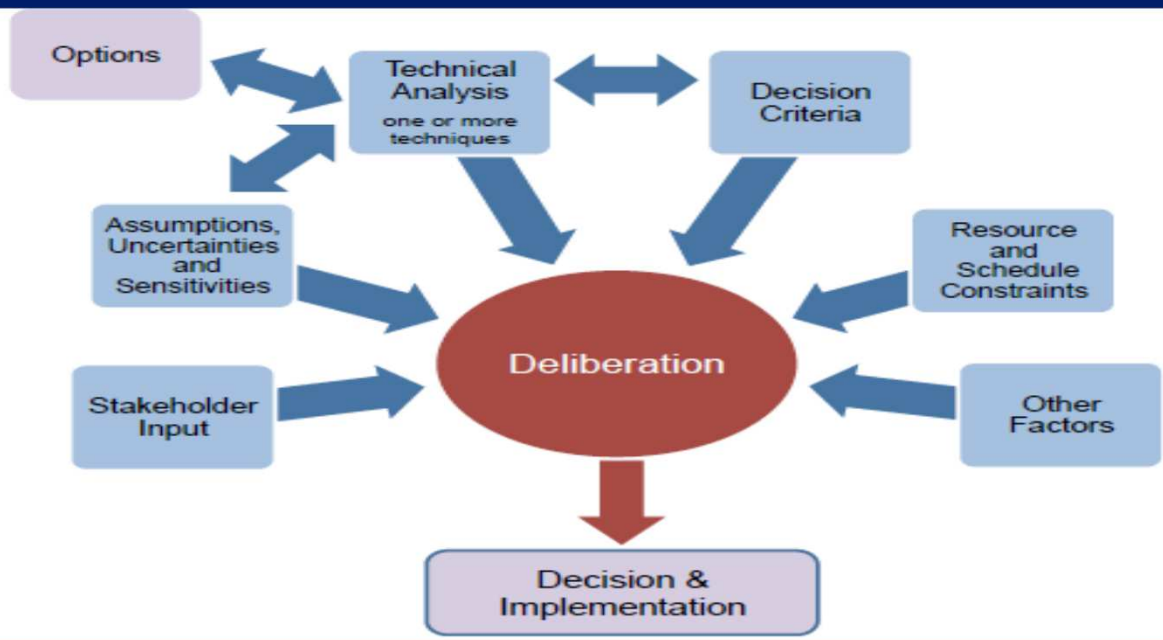 Options
Technical
Analysis
one or more
techniques
Decision
Criteria
Assumptions,
Uncertainties
and
Sensitivities
Resource
and
Schedule
Constraints
Deliberation
Stakeholder
Input
Other
Factors
Decision &
Implementation